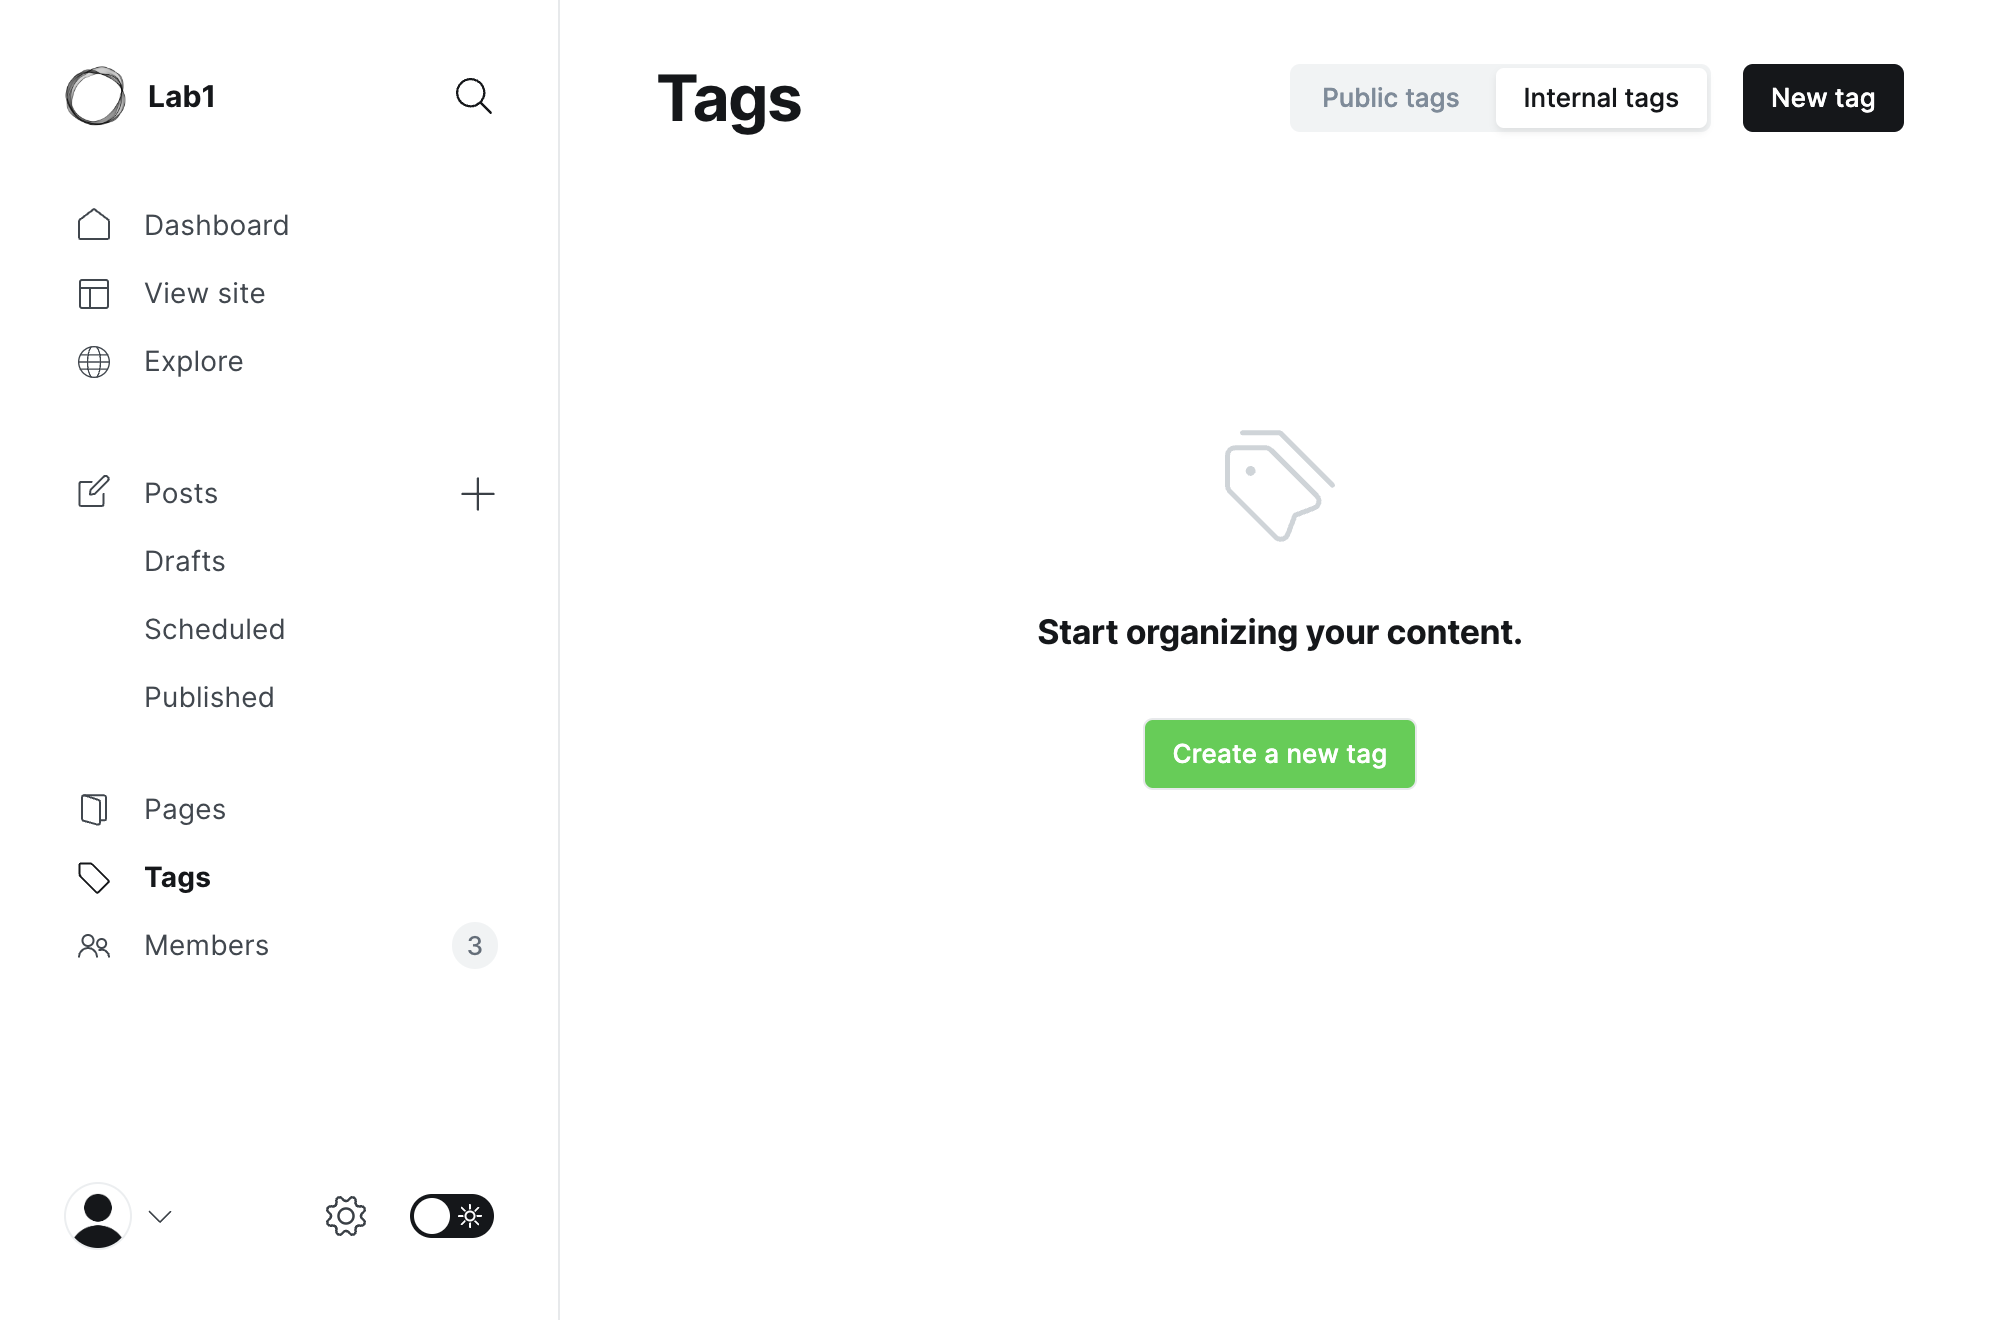 Lab1
Dashboard
View site
Explore
Posts
Drafts
Scheduled
Published
Pages
Tags
Members 3
Tags
Public tags Internal tags New tag
Start organizing your content.
Create a new tag